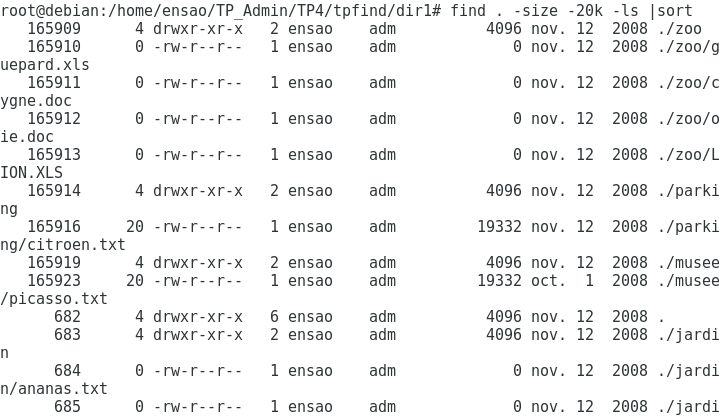 root@debian:/home/ensao/TP_Admin/TP4/tpfind/dir1# find . -size -20k -ls |sort
   165909      4 drwxr-xr-x   2 ensao    adm          4096 nov. 12  2008 ./zoo
   165910      0 -rw-r--r--   1 ensao    adm             0 nov. 12  2008 ./zoo/g
uepard.xls
   165911      0 -rw-r--r--   1 ensao    adm             0 nov. 12  2008 ./zoo/c
ygne.doc
   165912      0 -rw-r--r--   1 ensao    adm             0 nov. 12  2008 ./zoo/o
ie.doc
   165913      0 -rw-r--r--   1 ensao    adm             0 nov. 12  2008 ./zoo/L
ION.XLS
   165914      4 drwxr-xr-x   2 ensao    adm          4096 nov. 12  2008 ./parki
ng
   165916     20 -rw-r--r--   1 ensao    adm         19332 nov. 12  2008 ./parki
ng/citroen.txt
   165919      4 drwxr-xr-x   2 ensao    adm          4096 nov. 12  2008 ./musee
   165923     20 -rw-r--r--   1 ensao    adm         19332 oct.  1  2008 ./musee
/picasso.txt
      682      4 drwxr-xr-x   6 ensao    adm          4096 nov. 12  2008 .
      683      4 drwxr-xr-x   2 ensao    adm          4096 nov. 12  2008 ./jardi
n
      684      0 -rw-r--r--   1 ensao    adm             0 nov. 12  2008 ./jardi
n/ananas.txt
      685      0 -rw-r--r--   1 ensao    adm             0 nov. 12  2008 ./jardi